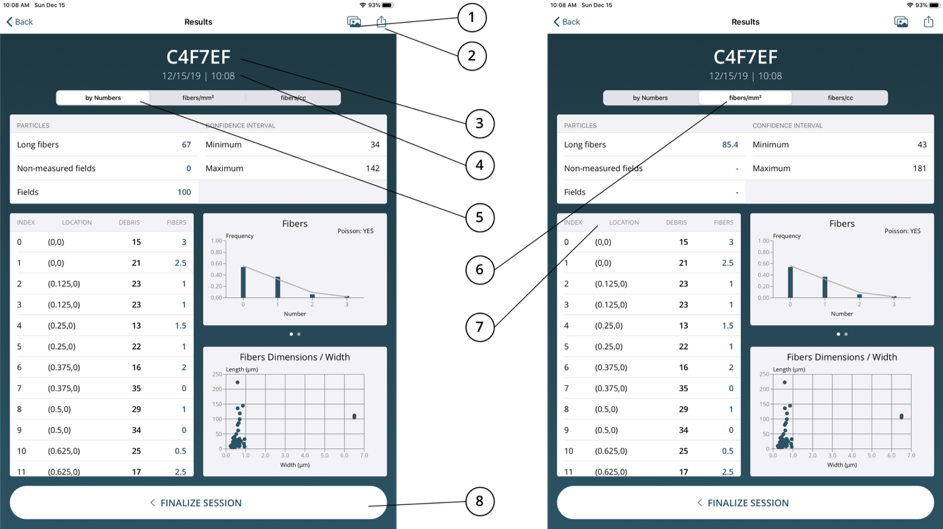 10:08 AM Sun Dec 15
93%
Back
Results
C4F7EF
12/15/19 | 10:08
by Numbers fibers/mm² fibers/cc
PARTICLES CONFIDENCE INTERVAL
Long fibers 67 Minimum 34
Non-measured fields 0 Maximum 142
Fields 100
INDEX LOCATION DEBRIS FIBERS
0 (0,0) 15 3
1 (0,0) 21 2.5
2 (0.125,0) 23 1
3 (0.125,0) 23 1
4 (0.25,0) 13 1.5
5 (0.25,0) 22 1
6 (0.375,0) 16 2
7 (0.375,0) 35 0
8 (0.5,0) 29 1
9 (0.5,0) 34 0
10 (0.625,0) 25 0.5
11 (0.625,0) 17 2.5
Fibers
Poisson: YES
Frequency
1.00
0.80
0.60
0.40
0.20
0.00
0 1 2 3
Number
Fibers Dimensions / Width
Length (µm)
250
200
150
100
50
0
0.0 1.0 2.0 3.0 4.0 5.0 6.0 7.0
Width (µm)
FINALIZE SESSION
1
2
3
4
5
6
7
8
10:08 AM Sun Dec 15
93%
Back
Results
C4F7EF
12/15/19 | 10:08
by Numbers fibers/mm² fibers/cc
PARTICLES CONFIDENCE INTERVAL
Long fibers 85.4 Minimum 43
Non-measured fields - Maximum 181
Fields -
INDEX LOCATION DEBRIS FIBERS
0 (0,0) 15 3
1 (0,0) 21 2.5
2 (0.125,0) 23 1
3 (0.125,0) 23 1
4 (0.25,0) 13 1.5
5 (0.25,0) 22 1
6 (0.375,0) 16 2
7 (0.375,0) 35 0
8 (0.5,0) 29 1
9 (0.5,0) 34 0
10 (0.625,0) 25 0.5
11 (0.625,0) 17 2.5
Fibers
Poisson: YES
Frequency
1.00
0.80
0.60
0.40
0.20
0.00
0 1 2 3
Number
Fibers Dimensions / Width
Length (µm)
250
200
150
100
50
0
0.0 1.0 2.0 3.0 4.0 5.0 6.0 7.0
Width (µm)
FINALIZE SESSION